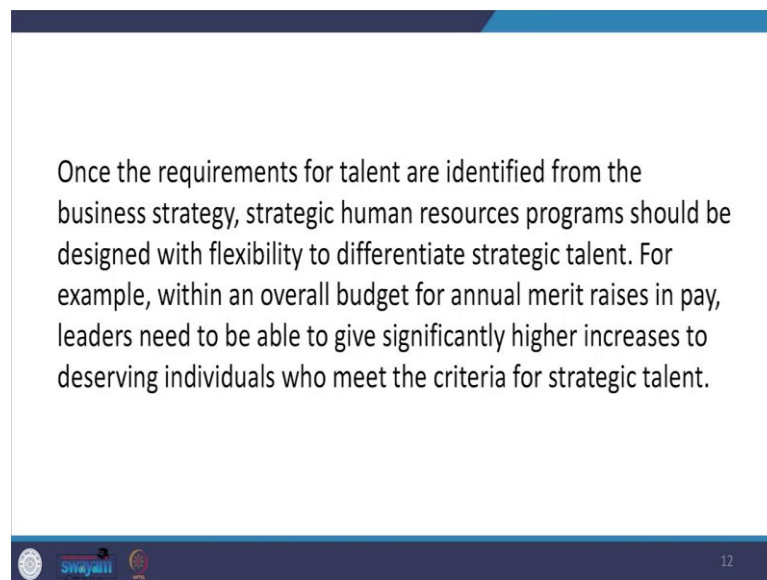 Once the requirements for talent are identified from the
business strategy, strategic human resources programs should be
designed with flexibility to differentiate strategic talent. For
example, within an overall budget for annual merit raises in pay,
leaders need to be able to give significantly higher increases to
deserving individuals who meet the criteria for strategic talent.
swayam
12